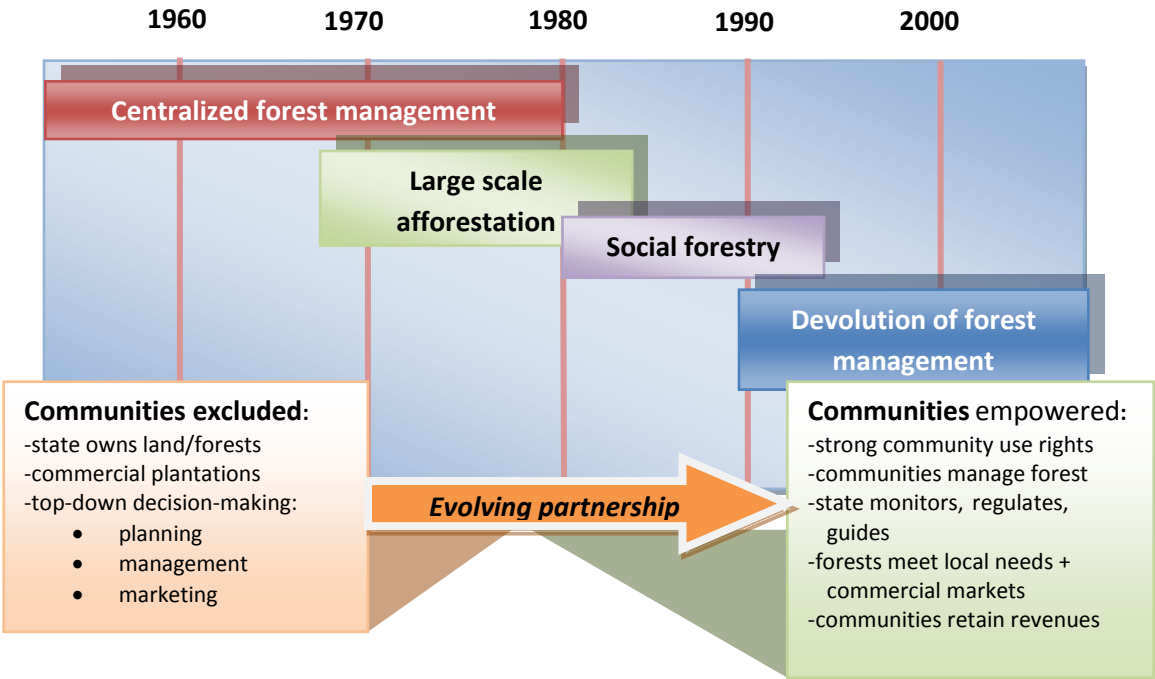 1960 1970 1980 1990 2000
Centralized forest management
Large scale
afforestation
Social forestry
Devolution of forest
management
Communities excluded:
-state owns land/forests
-commercial plantations
-top-down decision-making:
• planning
• management
• marketing
Evolving partnership
Communities empowered:
-strong community use rights
-communities manage forest
-state monitors, regulates,
guides
-forests meet local needs +
commercial markets
-communities retain revenues